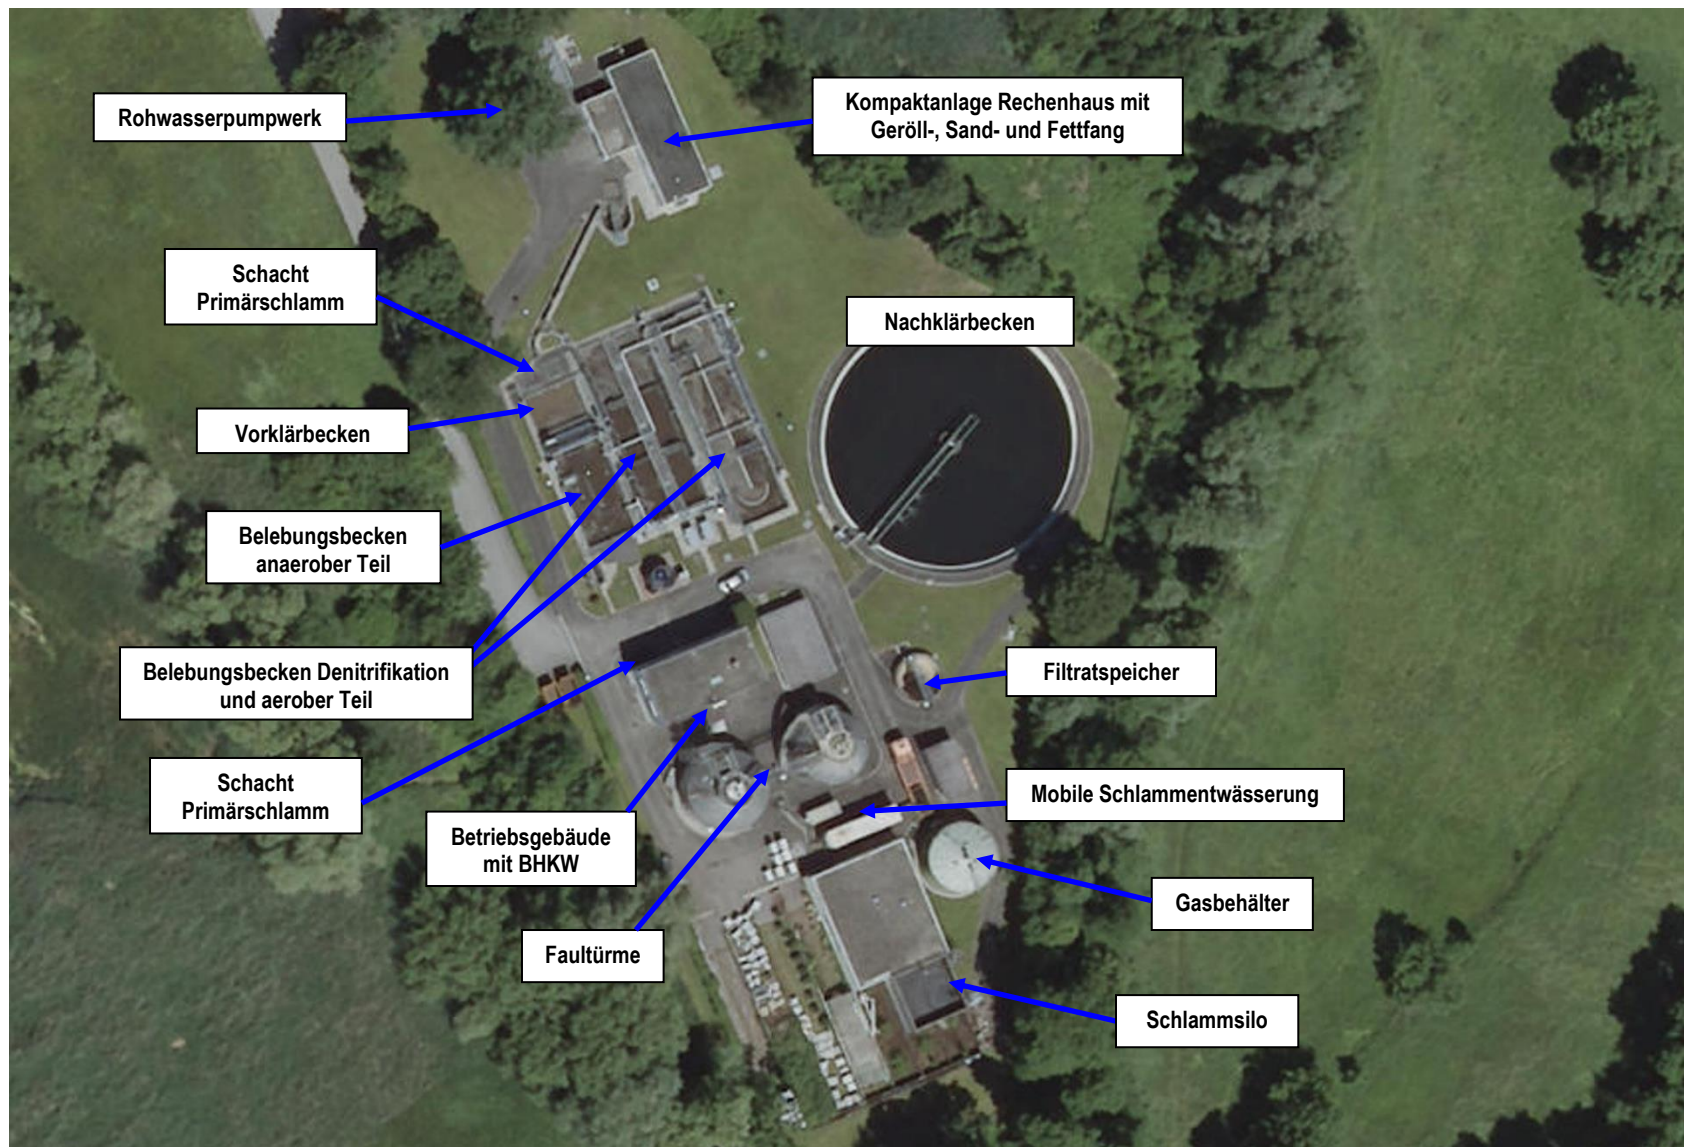 Rohwasserpumpwerk
Kompaktanlage Rechenhaus mit
Geröll-, Sand- und Fettfang
Schacht
Primärschlamm
Nachklärbecken
Vorklärbecken
Belebungsbecken
anaerober Teil
Belebungsbecken Denitrifikation
und aerober Teil
Filtratspeicher
Schacht
Primärschlamm
Mobile Schlammentwässerung
Betriebsgebäude
mit BHKW
Gasbehälter
Faultürme
Schlammsilo